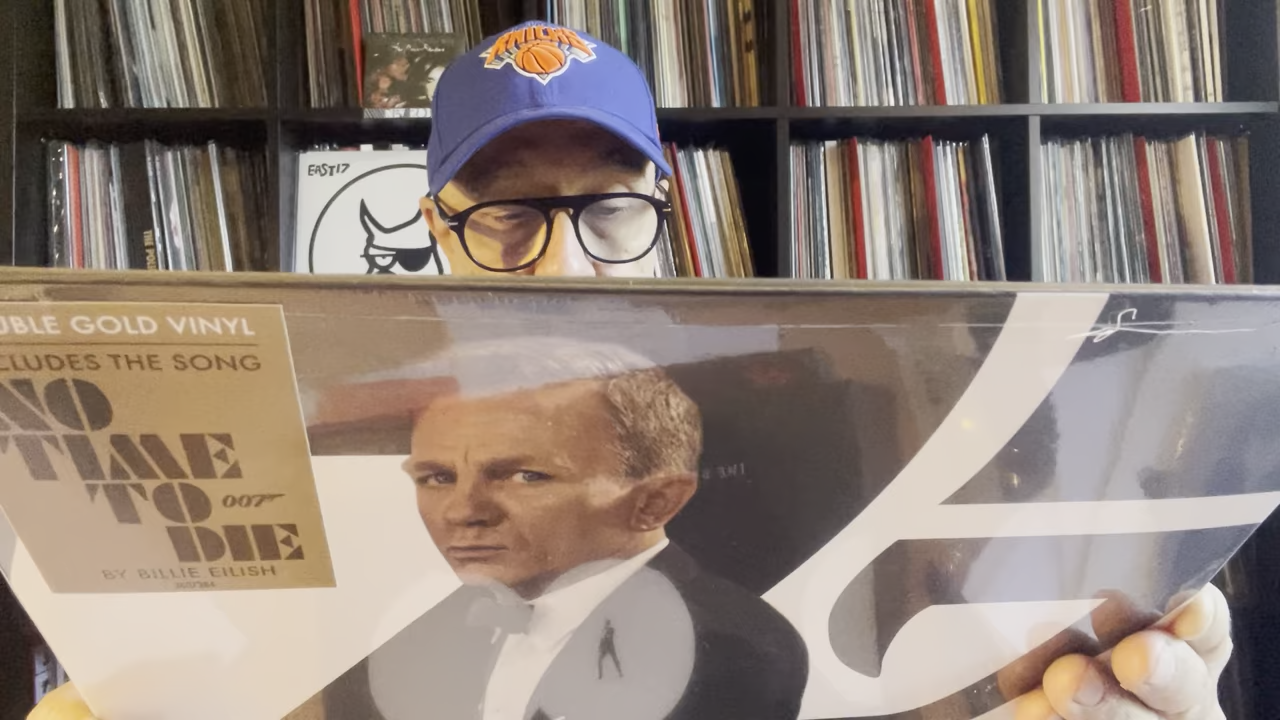 KNICKS
EAST17
UBLE GOLD VINYL
CLUDES THE SONG
NO
TIME
TO 007
DIE
BY BILLIE EILISH